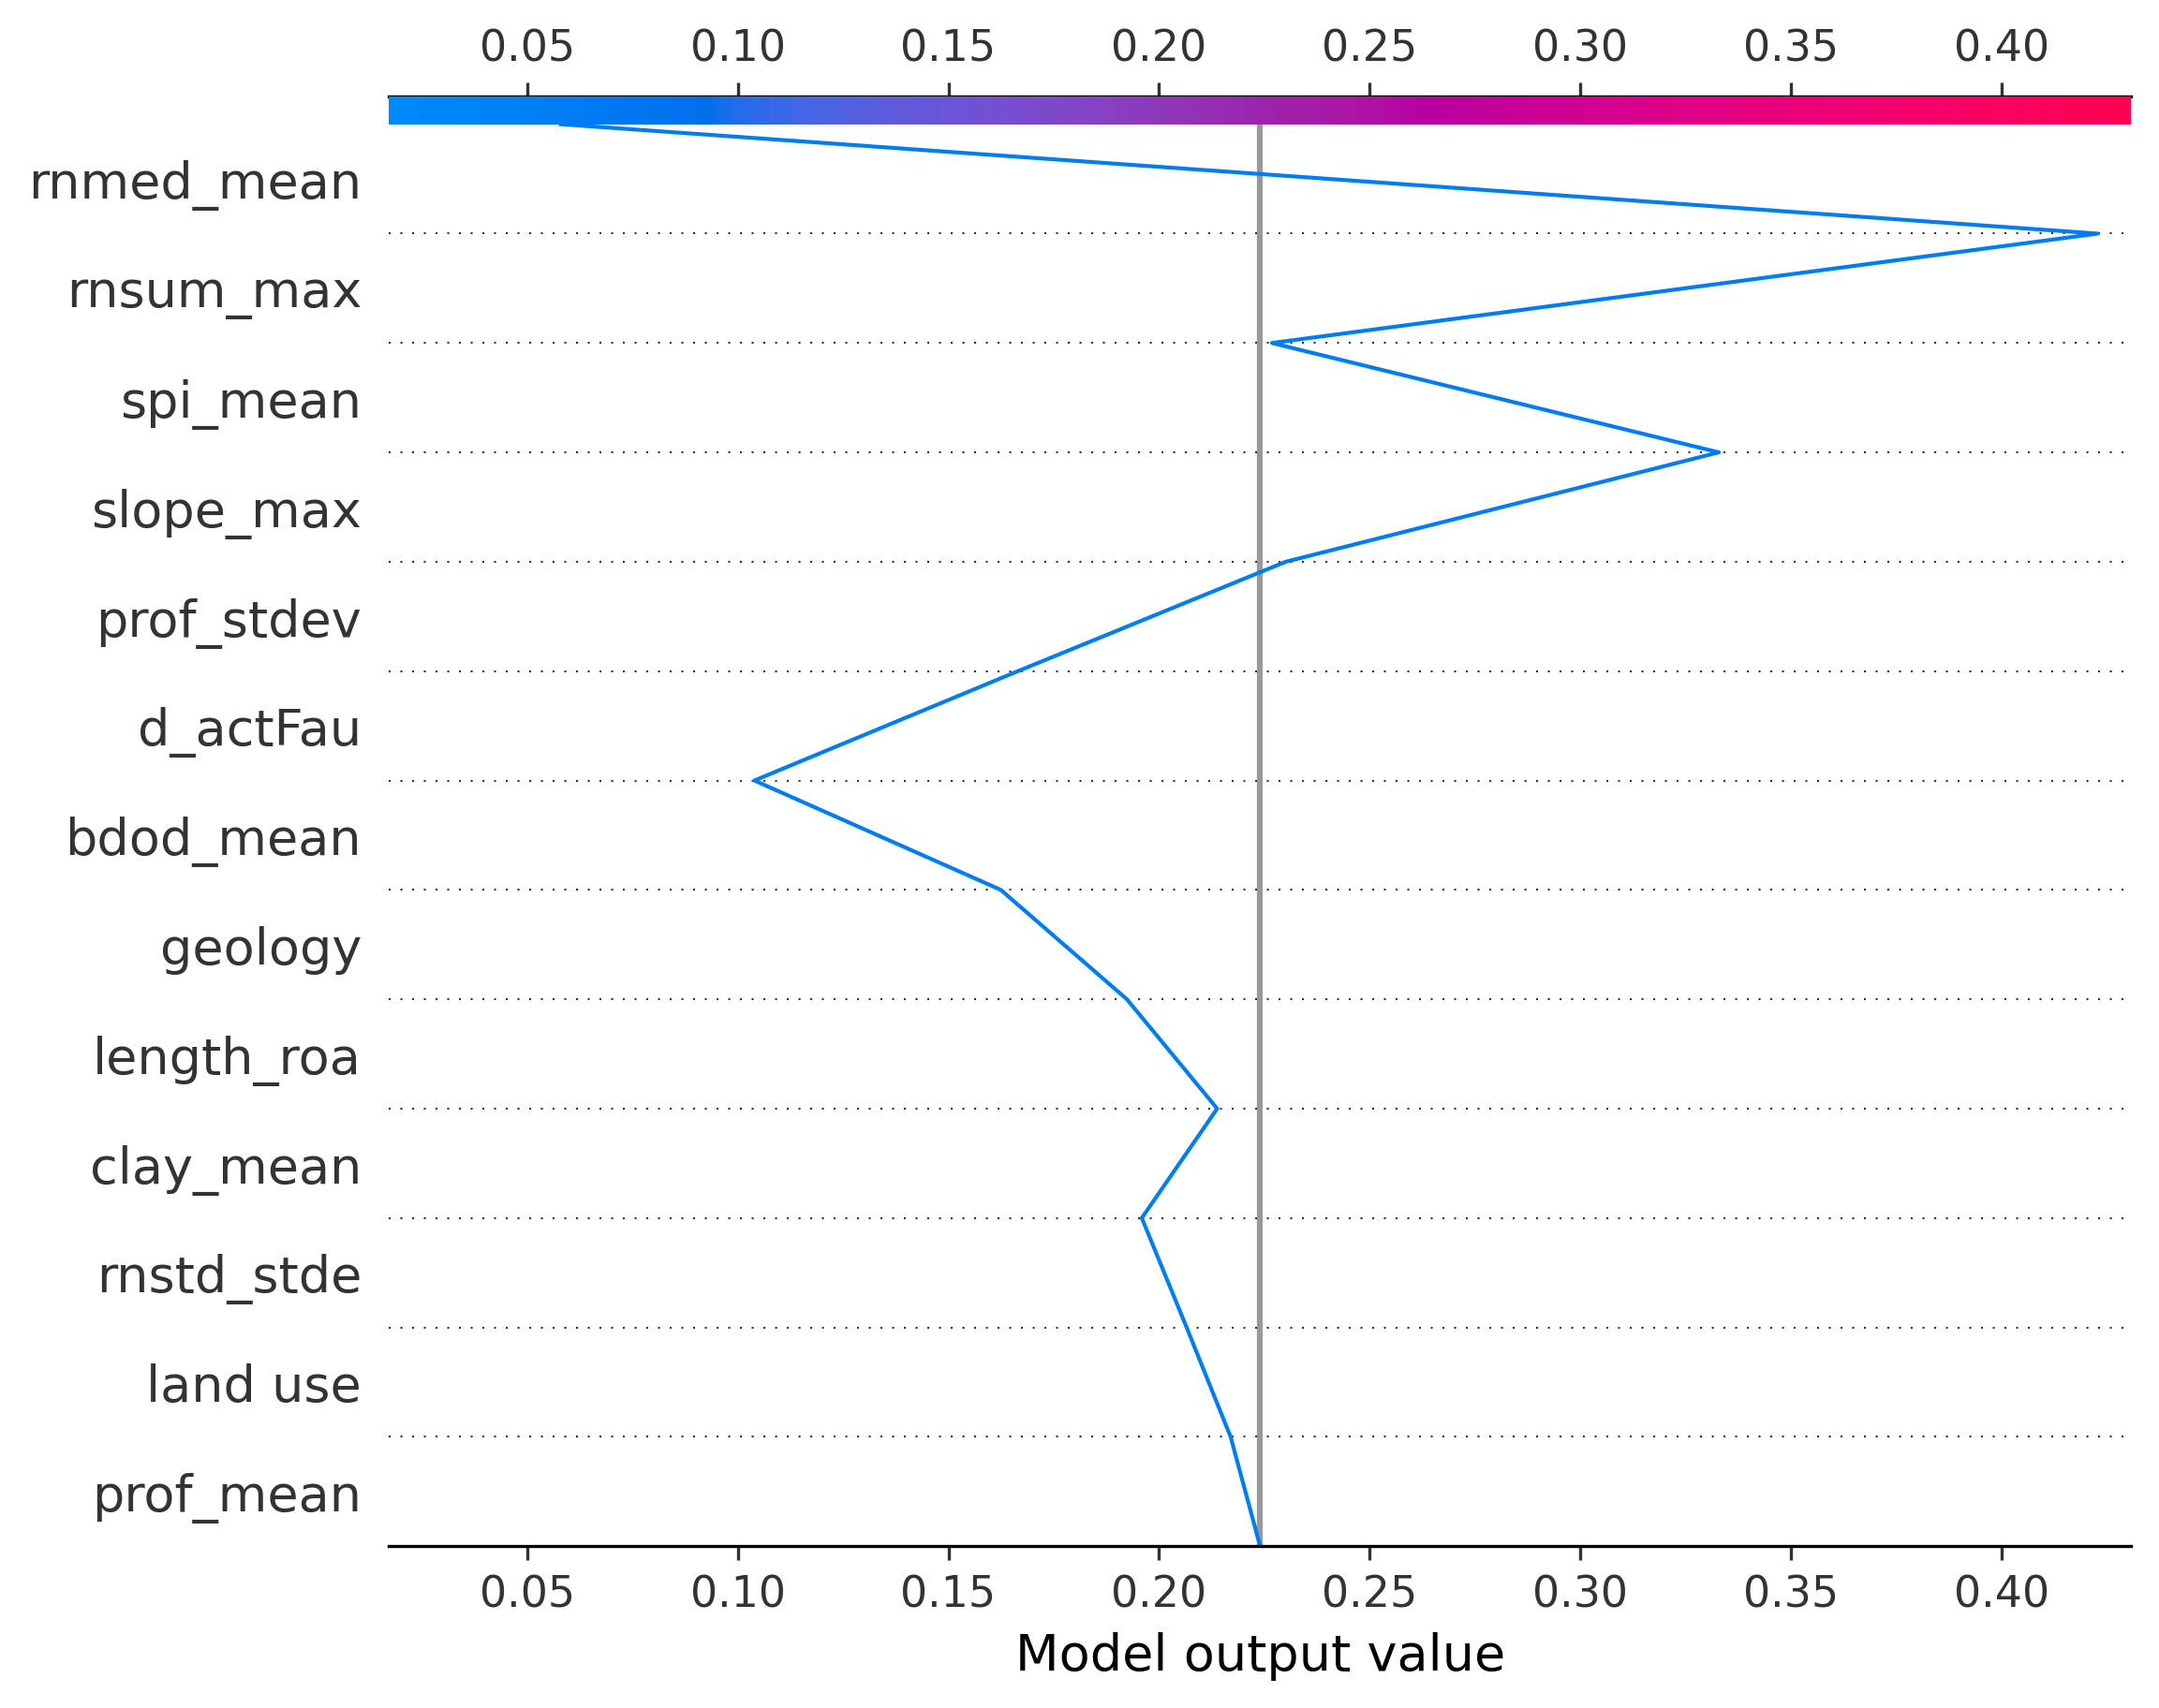 0.05 0.10 0.15 0.20 0.25 0.30 0.35 0.40
rnmed_mean
rnsum_max
spi_mean
slope_max
prof_stdev
d_actFau
bdod_mean
geology
length_roa
clay_mean
rnstd_stde
land use
prof_mean
0.05 0.10 0.15 0.20 0.25 0.30 0.35 0.40
Model output value